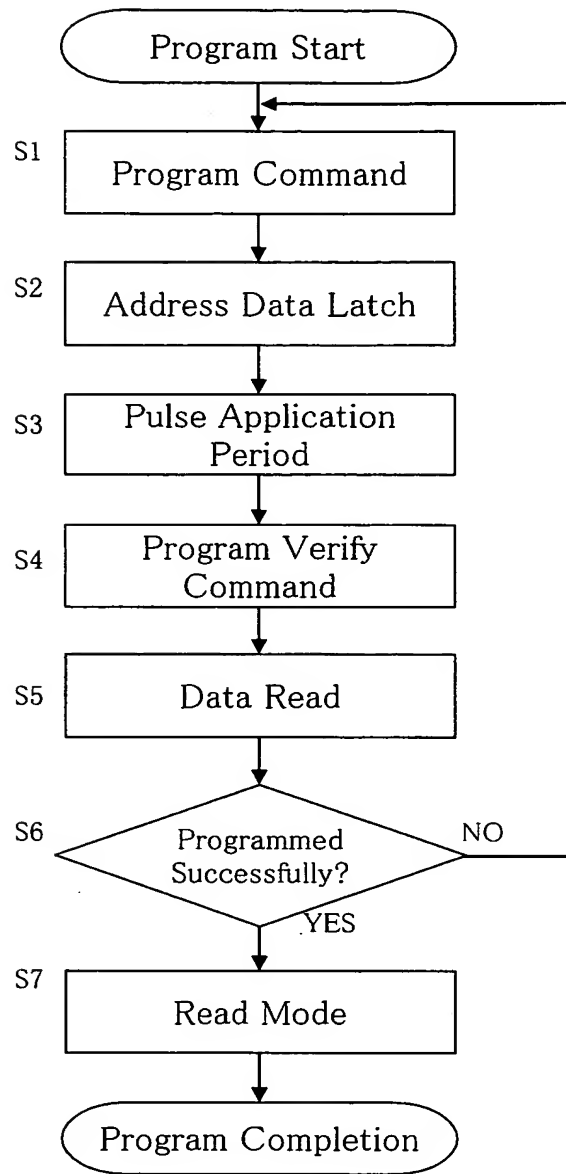 Program Start
S1
Program Command
S2
Address Data Latch
S3
Pulse Application
Period
S4
Program Verify
Command
S5
Data Read
S6
Programmed
Successfully?
NO
YES
S7
Read Mode
Program Completion